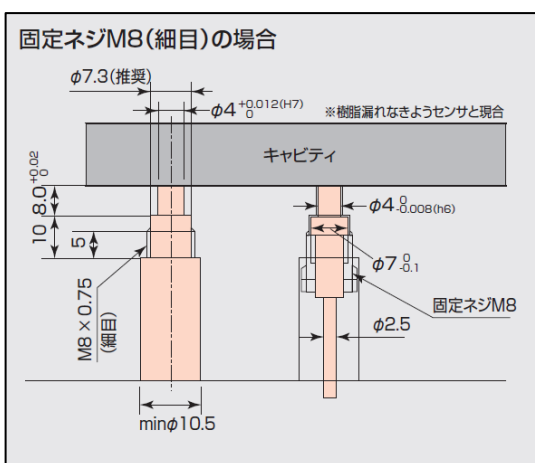 固定ネジM8(細目)の場合
φ7.3(推奨)
φ4 +0.012(H7) 0
※樹脂漏れなきようセンサと現合
キャビティ
8.0 +0.02 0
10
5
M8×0.75
(細目)
minφ10.5
φ4 0 -0.008(h6)
φ7 0 -0.1
固定ネジM8
φ2.5